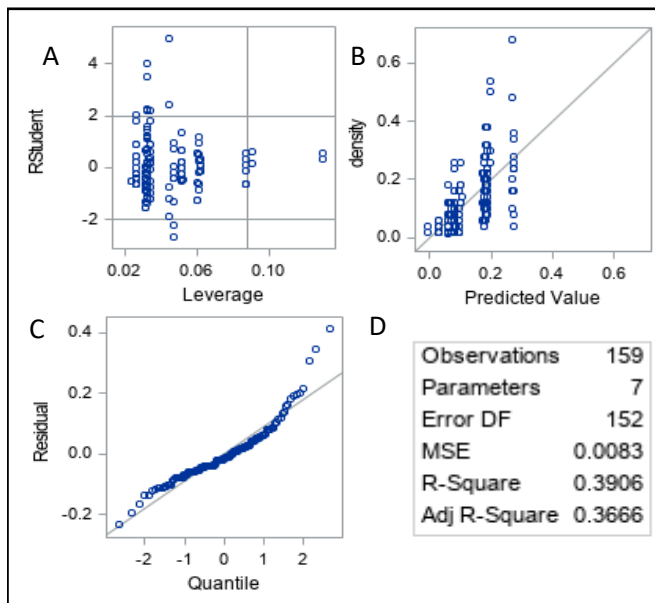 A
4
2
0
-2
RStudent
0.02 0.06 0.10
Leverage
B
0.6
0.4
0.2
0.0
density
0.0 0.2 0.4 0.6
Predicted Value
C
0.4
0.2
0.0
-0.2
Residual
-2 -1 0 1 2
Quantile
D
Observations 159
Parameters 7
Error DF 152
MSE 0.0083
R-Square 0.3906
Adj R-Square 0.3666